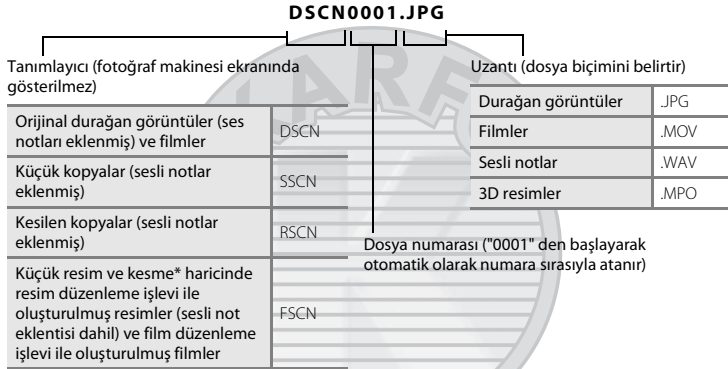 DSCN0001.JPG
Tanımlayıcı (fotoğraf makinesi ekranında
gösterilmez)
Orijinal durağan görüntüler (ses
notları eklenmiş) ve filmler
DSCN
Küçük kopyalar (sesli notlar
eklenmiş)
SSCN
Kesilen kopyalar (sesli notlar
eklenmiş)
RSCN
Küçük resim ve kesme* haricinde
resim düzenleme işlevi ile
oluşturulmuş resimler (sesli not
eklentisi dahil) ve film düzenleme
işlevi ile oluşturulmuş filmler
FSCN
Uzantı (dosya biçimini belirtir)
Durağan görüntüler .JPG
Filmler .MOV
Sesli notlar .WAV
3D resimler .MPO
Dosya numarası ("0001" den başlayarak
otomatik olarak numara sırasıyla atanır)